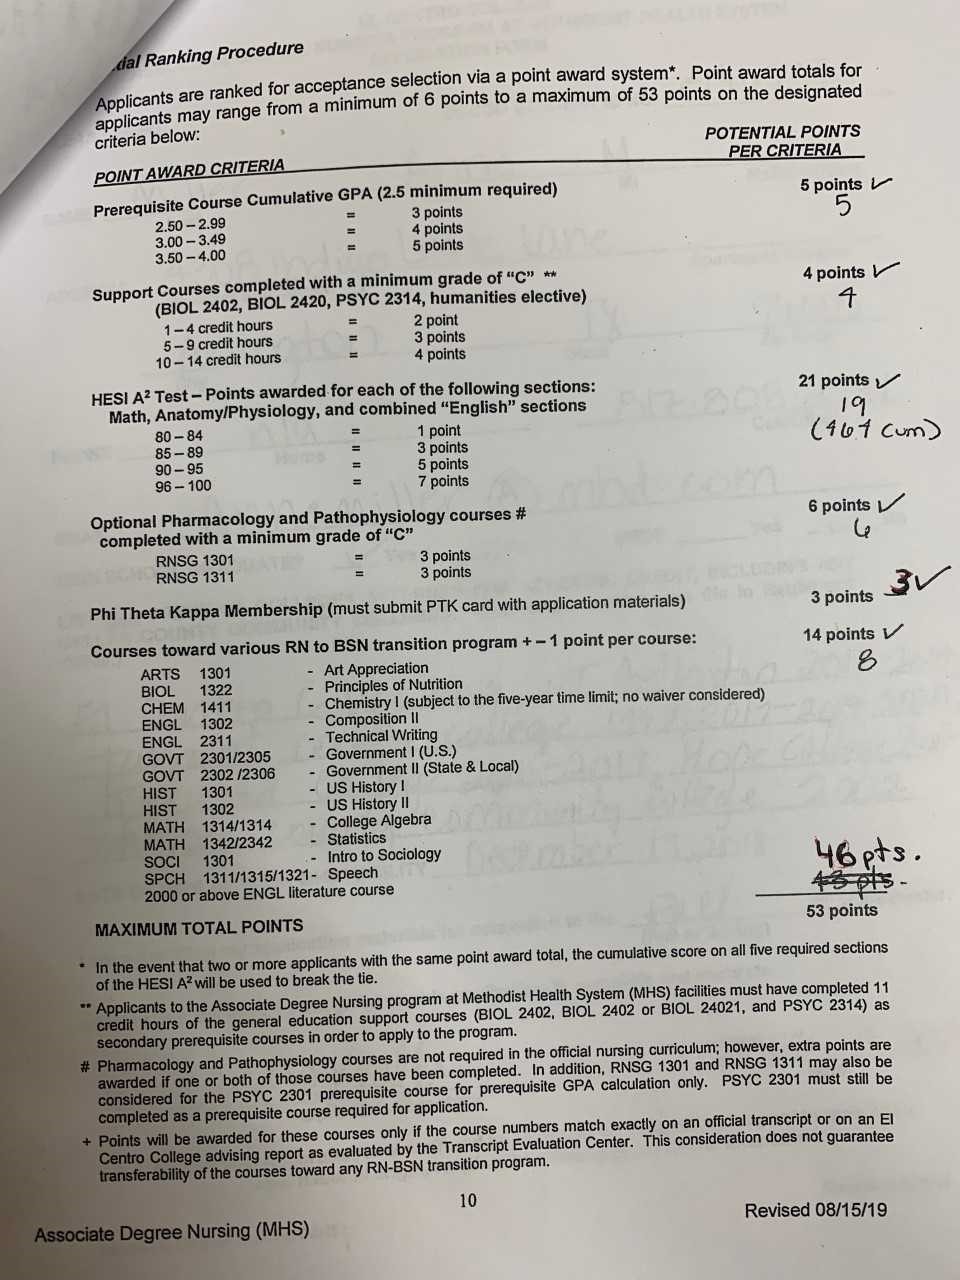 Ranking Procedure
Applicants are ranked for acceptance selection via a point award system*. Point award totals for
applicants may range from a minimum of 6 points to a maximum of 53 points on the designated
criteria below:
POTENTIAL POINTS
POINT AWARD CRITERIA PER CRITERIA
Prerequisite Course Cumulative GPA (2.5 minimum required) 5 points ✓
5
2.50 – 2.99 = 3 points
3.00 – 3.49 = 4 points
3.50 – 4.00 = 5 points
Support Courses completed with a minimum grade of “C” ** 4 points ✓
(BIOL 2402, BIOL 2420, PSYC 2314, humanities elective) 4
1 – 4 credit hours = 2 point
5 – 9 credit hours = 3 points
10 – 14 credit hours = 4 points
HESI A² Test – Points awarded for each of the following sections: 21 points ✓
Math, Anatomy/Physiology, and combined “English” sections 19
80 – 84 = 1 point
85 – 89 = 3 points
90 – 95 = 5 points
96 – 100 = 7 points
Optional Pharmacology and Pathophysiology courses # 6 points ✓
completed with a minimum grade of “C” 6
RNSG 1301 = 3 points
RNSG 1311 = 3 points
Phi Theta Kappa Membership (must submit PTK card with application materials) 3 points 3✓
Courses toward various RN to BSN transition program + – 1 point per course: 14 points ✓
8
ARTS 1301 - Art Appreciation
BIOL 1322 - Principles of Nutrition
CHEM 1411 - Chemistry I (subject to the five-year time limit; no waiver considered)
ENGL 1302 - Composition II
ENGL 2311 - Technical Writing
GOVT 2301/2305 - Government I (U.S.)
GOVT 2302 /2306 - Government II (State & Local)
HIST 1301 - US History I
HIST 1302 - US History II
MATH 1314/1314 - College Algebra
MATH 1342/2342 - Statistics
SOCI 1301 - Intro to Sociology
SPCH 1311/1315/1321- Speech
2000 or above ENGL literature course
46 pts.
43 pts.
MAXIMUM TOTAL POINTS 53 points
* In the event that two or more applicants with the same point award total, the cumulative score on all five required sections
of the HESI A² will be used to break the tie.
** Applicants to the Associate Degree Nursing program at Methodist Health System (MHS) facilities must have completed 11
credit hours of the general education support courses (BIOL 2402, BIOL 2402 or BIOL 24021, and PSYC 2314) as
secondary prerequisite courses in order to apply to the program.
# Pharmacology and Pathophysiology courses are not required in the official nursing curriculum; however, extra points are
awarded if one or both of those courses have been completed. In addition, RNSG 1301 and RNSG 1311 may also be
considered for the PSYC 2301 prerequisite course for prerequisite GPA calculation only. PSYC 2301 must still be
completed as a prerequisite course required for application.
+ Points will be awarded for these courses only if the course numbers match exactly on an official transcript or on an El
Centro College advising report as evaluated by the Transcript Evaluation Center. This consideration does not guarantee
transferability of the courses toward any RN-BSN transition program.
10
Revised 08/15/19
Associate Degree Nursing (MHS)